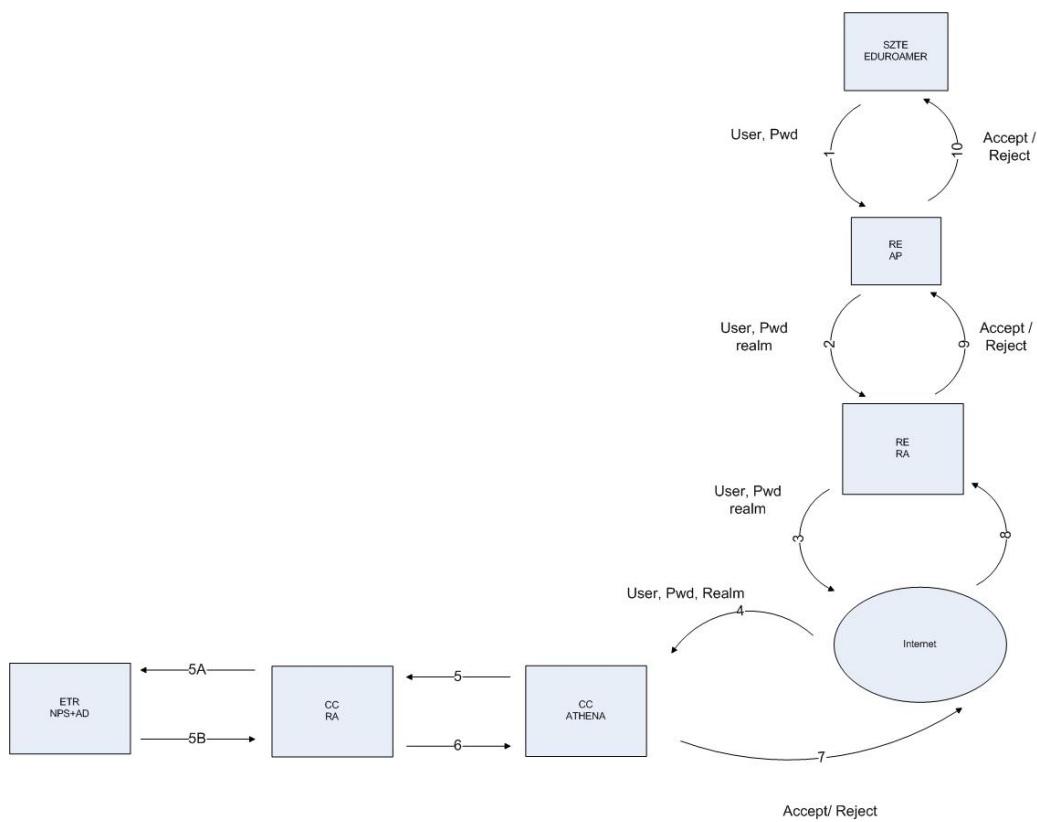 SZTE
EDUROAMER
User, Pwd
1
10
Accept /
Reject
RE
AP
User, Pwd
realm
2
9
Accept /
Reject
RE
RA
User, Pwd
realm
3
8
User, Pwd, Realm
4
Internet
5A
5
ETR
NPS+AD
CC
RA
CC
ATHENA
5B
6
7
Accept/ Reject